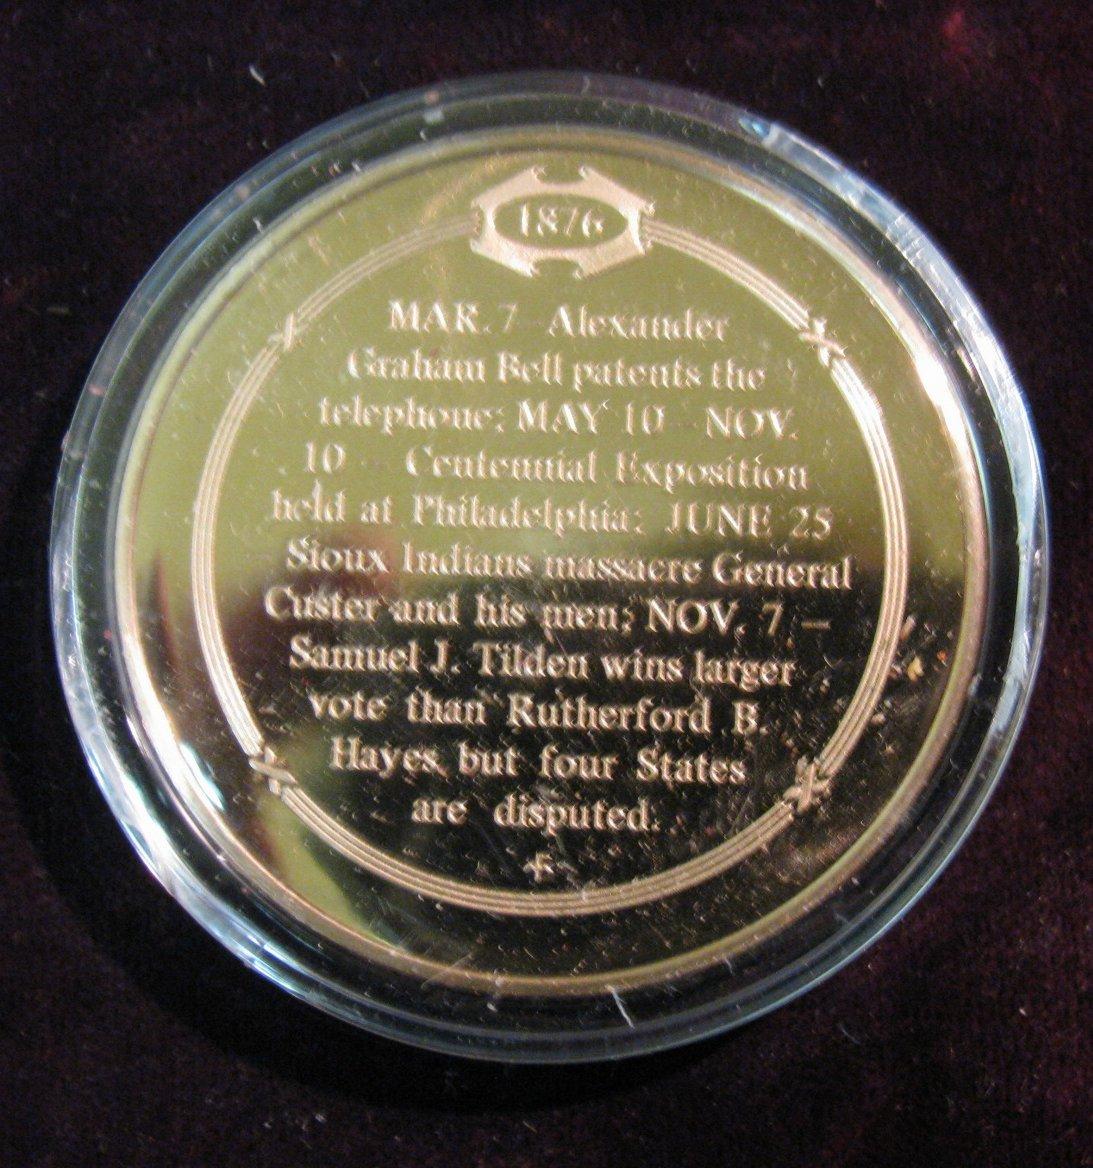 1876
MAR. 7 – Alexander
Graham Bell patents the
telephone; MAY 10 – NOV.
10 – Centennial Exposition
held at Philadelphia; JUNE 25
Sioux Indians massacre General
Custer and his men; NOV. 7 –
Samuel J. Tilden wins larger
vote than Rutherford B.
Hayes but four States
are disputed.